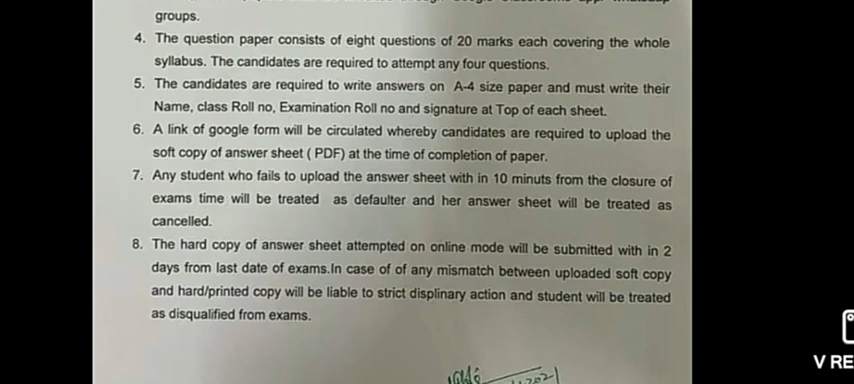 groups.
4. The question paper consists of eight questions of 20 marks each covering the whole
syllabus. The candidates are required to attempt any four questions.
5. The candidates are required to write answers on A-4 size paper and must write their
Name, class Roll no, Examination Roll no and signature at Top of each sheet.
6. A link of google form will be circulated whereby candidates are required to upload the
soft copy of answer sheet ( PDF) at the time of completion of paper.
7. Any student who fails to upload the answer sheet with in 10 minuts from the closure of
exams time will be treated as defaulter and her answer sheet will be treated as
cancelled.
8. The hard copy of answer sheet attempted on online mode will be submitted with in 2
days from last date of exams.In case of of any mismatch between uploaded soft copy
and hard/printed copy will be liable to strict displinary action and student will be treated
as disqualified from exams.
V RE